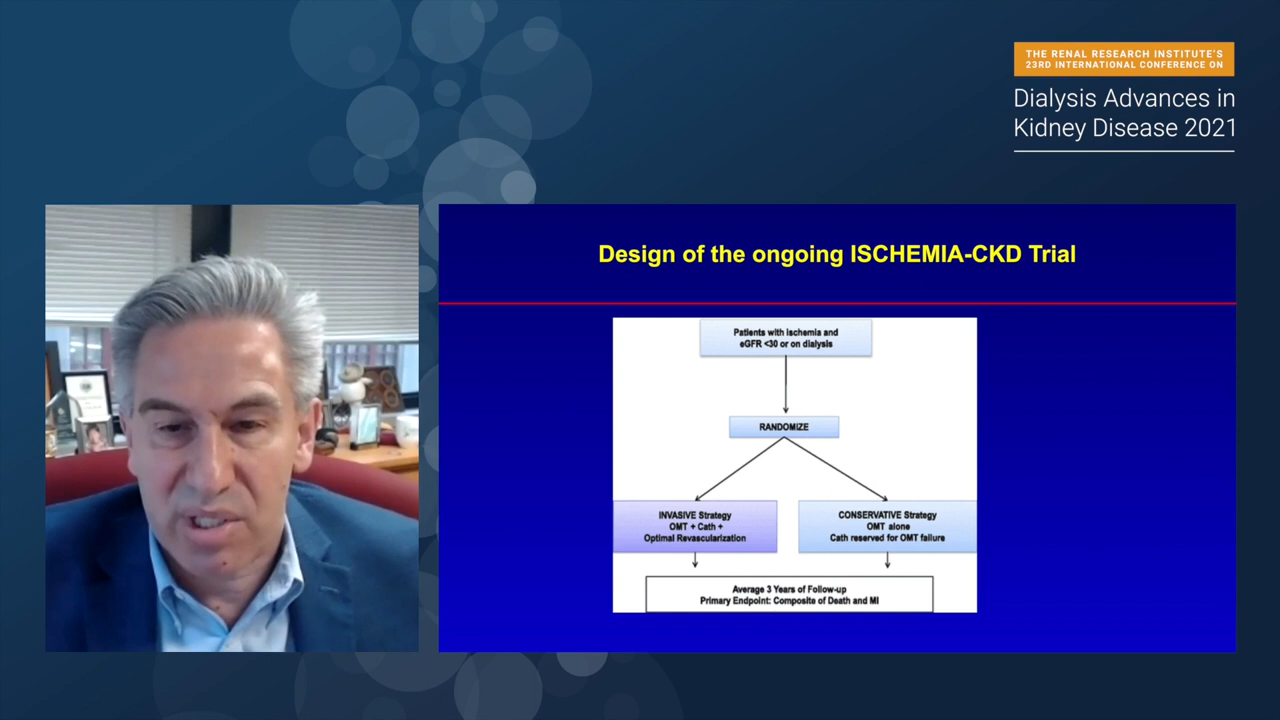 THE RENAL RESEARCH INSTITUTE'S
23RD INTERNATIONAL CONFERENCE ON
Dialysis Advances in
Kidney Disease 2021
Design of the ongoing ISCHEMIA-CKD Trial
Patients with Ischemia and
eGFR <30 or on dialysis
RANDOMIZE
INVASIVE Strategy
OMT + Cath +
Optimal Revascularization
CONSERVATIVE Strategy
OMT alone
Cath reserved for OMT failure
Average 3 Years of Follow-up
Primary Endpoint: Composite of Death and MI